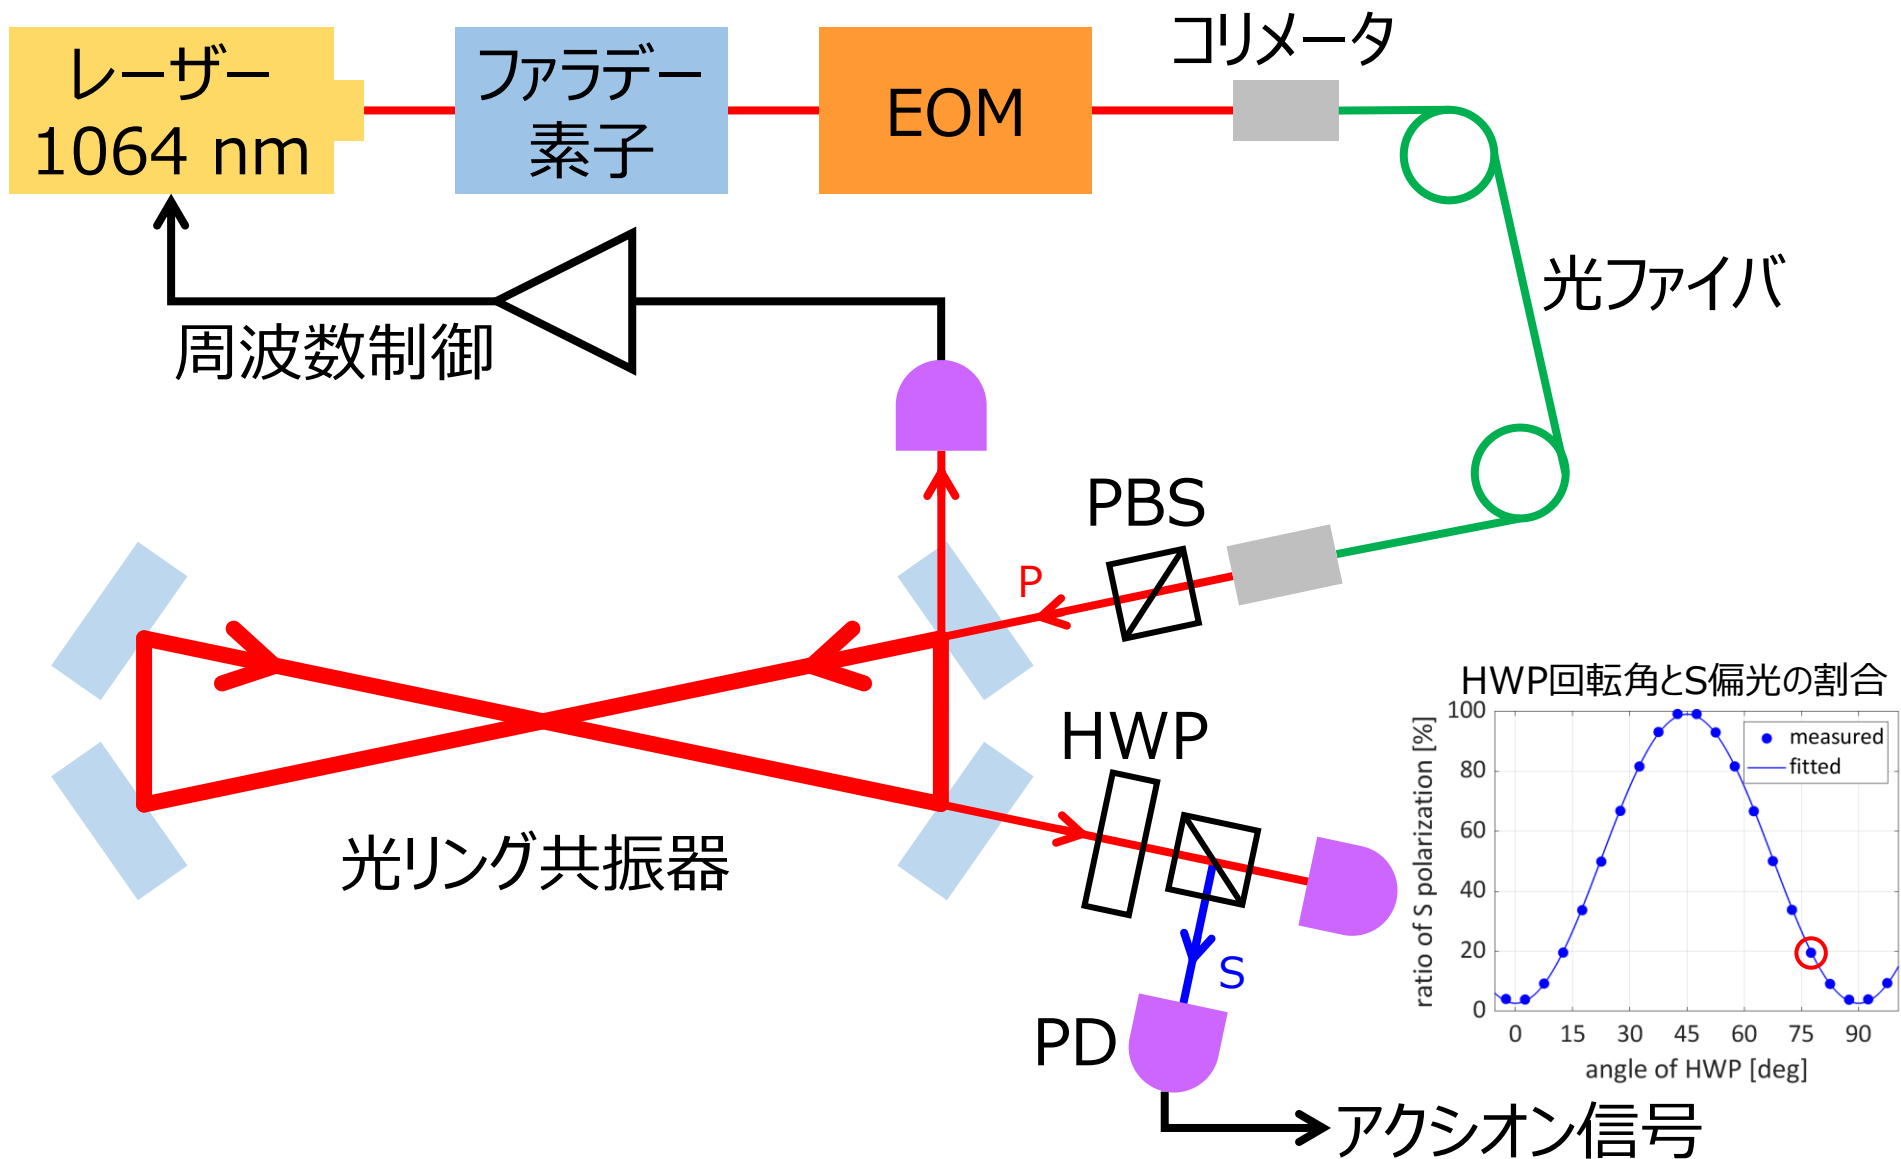 レーザー
1064 nm
ファラデー
素子
EOM
コリメータ
光ファイバ
周波数制御
PBS
P
HWP
光リング共振器
S
PD
アクシオン信号
HWP回転角とS偏光の割合
ratio of S polarization [%]
100
80
60
40
20
0
measured
fitted
0 15 30 45 60 75 90
angle of HWP [deg]